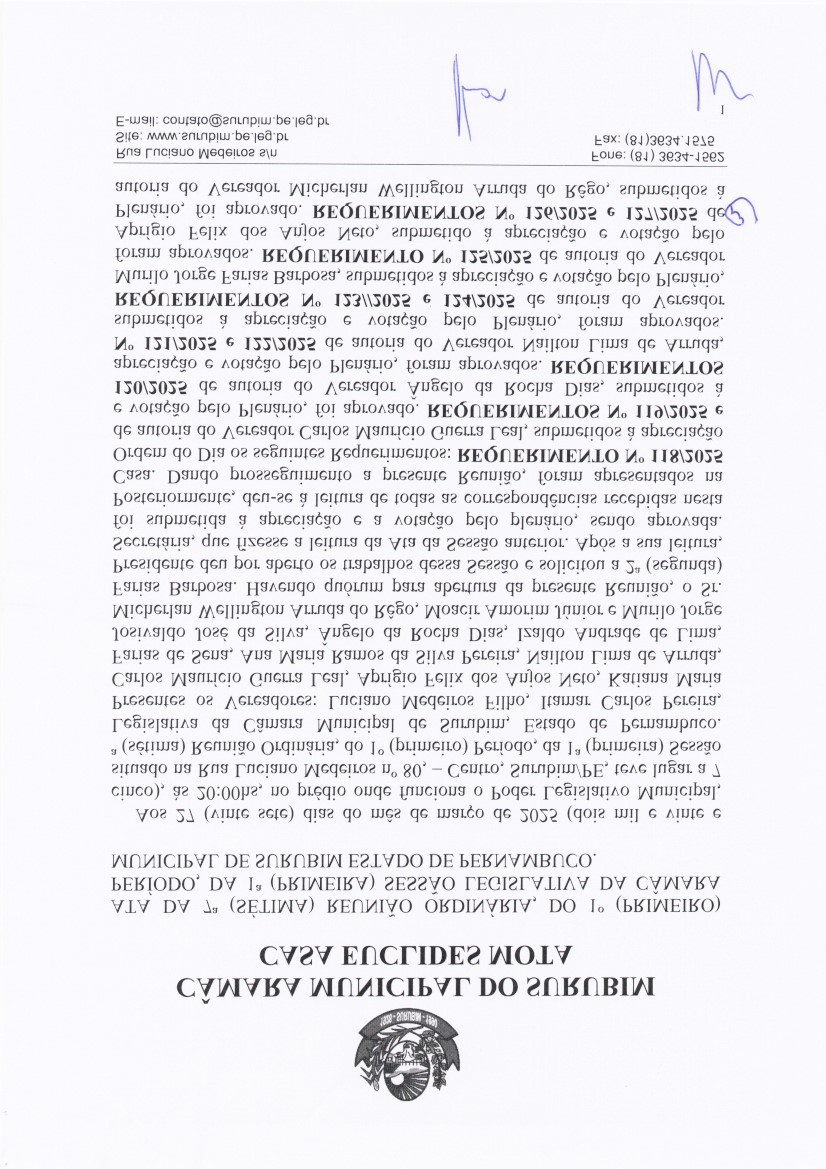 1928 - SURUBIM - 1990
CÂMARA MUNICIPAL DO SURUBIM
CASA EUCLIDES MOTA
ATA DA 7ª (SÉTIMA) REUNIÃO ORDINÁRIA, DO 1º (PRIMEIRO)
PERÍODO, DA 1ª (PRIMEIRA) SESSÃO LEGISLATIVA DA CÂMARA
MUNICIPAL DE SURUBIM ESTADO DE PERNAMBUCO.
Aos 27 (vinte sete) dias do mês de março de 2025 (dois mil e vinte e
cinco), às 20:00hs, no prédio onde funciona o Poder Legislativo Municipal,
situado na Rua Luciano Medeiros nº 80, – Centro, Surubim/PE, teve lugar a 7
ª (sétima) Reunião Ordinária, do 1º (primeiro) Período, da 1ª (primeira) Sessão
Legislativa da Câmara Municipal de Surubim, Estado de Pernambuco.
Presentes os Vereadores: Luciano Medeiros Filho, Itamar Carlos Pereira,
Carlos Maurício Guerra Leal, Aprígio Felix dos Anjos Neto, Katiana Maria
Farias de Sena, Ana Maria Ramos da Silva Pereira, Nailton Lima de Arruda,
Josivaldo José da Silva, Ângelo da Rocha Dias, Izaldo Andrade de Lima,
Micherlan Wellington Arruda do Rêgo, Moacir Amorim Júnior e Murilo Jorge
Farias Barbosa. Havendo quórum para abertura da presente Reunião, o Sr.
Presidente deu por aberto os trabalhos dessa Sessão e solicitou a 2ª (segunda)
Secretária, que fizesse a leitura da Ata da Sessão anterior. Após a sua leitura,
foi submetida à apreciação e a votação pelo plenário, sendo aprovada.
Posteriormente, deu-se à leitura de todas as correspondências recebidas nesta
Casa. Dando prosseguimento a presente Reunião, foram apresentados na
Ordem do Dia os seguintes Requerimentos: REQUERIMENTO Nº 118/2025
de autoria do Vereador Carlos Maurício Guerra Leal, submetidos à apreciação
e votação pelo Plenário, foi aprovado. REQUERIMENTOS Nº 119/2025 e
120/2025 de autoria do Vereador Ângelo da Rocha Dias, submetidos à
apreciação e votação pelo Plenário, foram aprovados. REQUERIMENTOS
Nº 121/2025 e 122/2025 de autoria do Vereador Nailton Lima de Arruda,
submetidos à apreciação e votação pelo Plenário, foram aprovados.
REQUERIMENTOS Nº 123//2025 e 124/2025 de autoria do Vereador
Murilo Jorge Farias Barbosa, submetidos à apreciação e votação pelo Plenário,
foram aprovados. REQUERIMENTO Nº 125/2025 de autoria do Vereador
Aprígio Felix dos Anjos Neto, submetido à apreciação e votação pelo
Plenário, foi aprovado. REQUERIMENTOS Nº 126/2025 e 127/2025 de
autoria do Vereador Micherlan Wellington Arruda do Rêgo, submetidos à
Rua Luciano Medeiros s/n Fone: (81) 3634-1562
Site: www.surubim.pe.leg.br Fax: (81)3634.1575
E-mail: contato@surubim.pe.leg.br
1